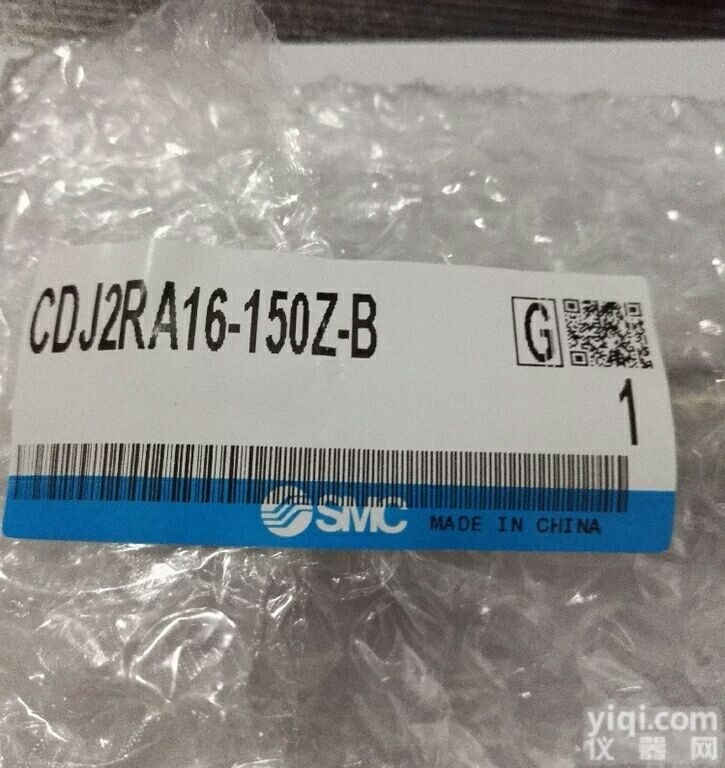 CDJ2RA16-150Z-B
G
1
SMC MADE IN CHINA
yiqi.com
仪器网